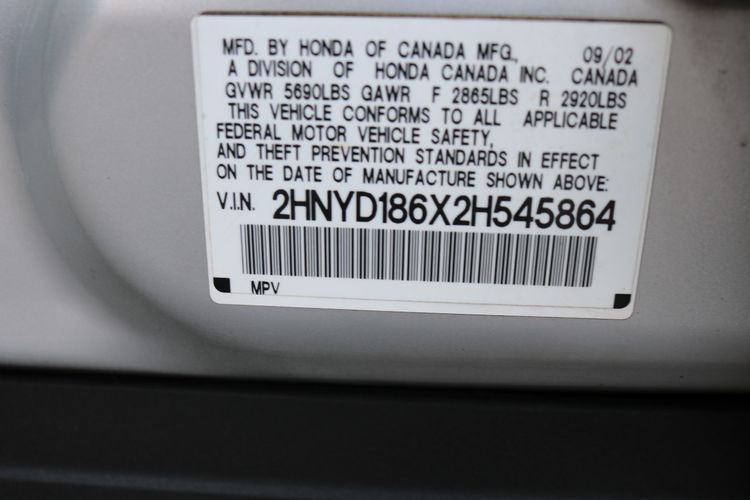 MFD. BY HONDA OF CANADA MFG., 09/02
A DIVISION OF HONDA CANADA INC. CANADA
GVWR 5690LBS GAWR F 2865LBS R 2920LBS
THIS VEHICLE CONFORMS TO ALL APPLICABLE
FEDERAL MOTOR VEHICLE SAFETY,
AND THEFT PREVENTION STANDARDS IN EFFECT
ON THE DATE OF MANUFACTURE SHOWN ABOVE:
V.I.N. 2HNYD186X2H545864
MPV